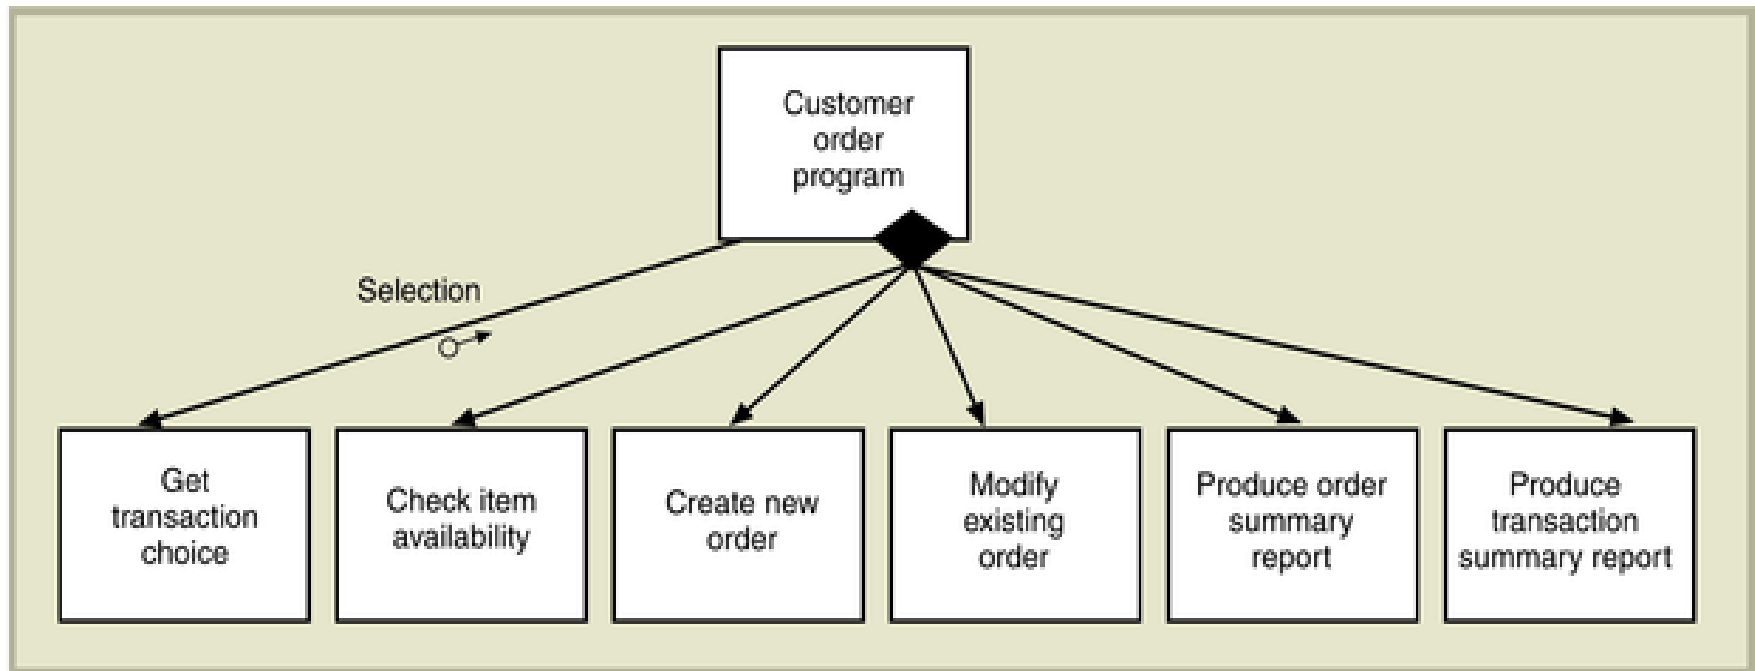 Customer
order
program
Selection
Get
transaction
choice
Check item
availability
Create new
order
Modify
existing
order
Produce order
summary
report
Produce
transaction
summary report